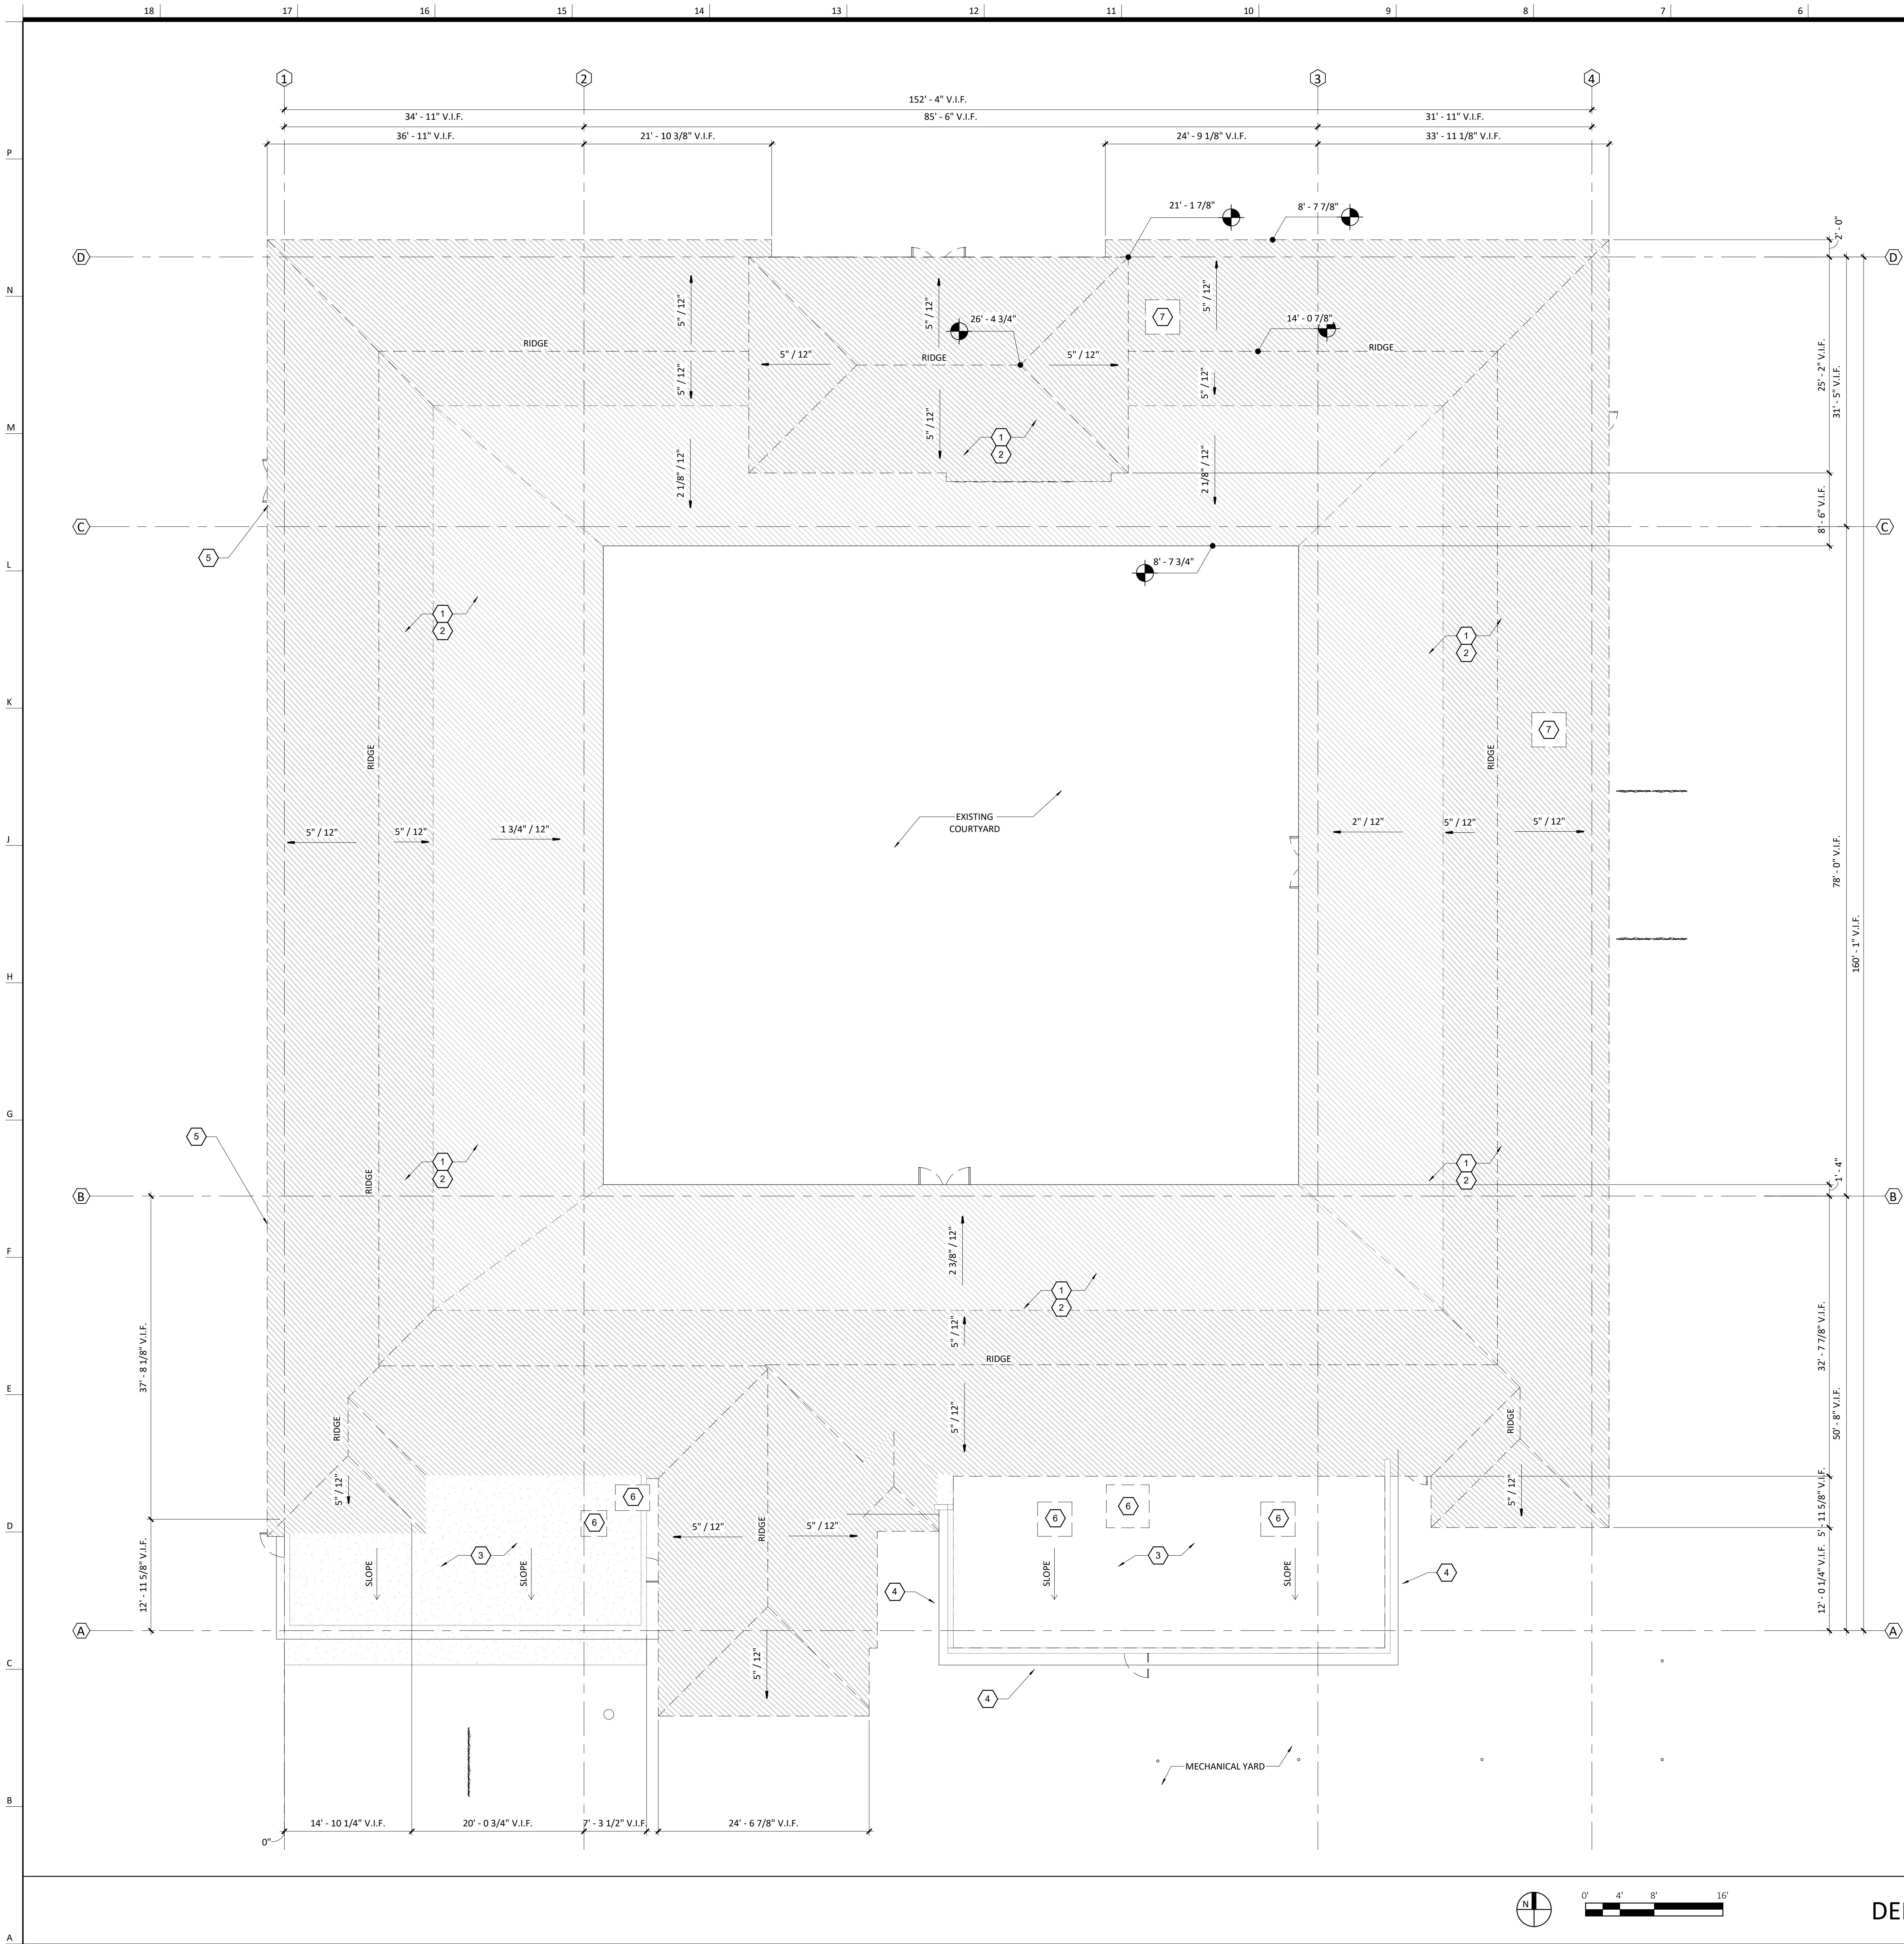 18 17 16 15 14 13 12 11 10 9 8 7 6
1 2 3 4
152' - 4" V.I.F.
34' - 11" V.I.F. 85' - 6" V.I.F. 31' - 11" V.I.F.
36' - 11" V.I.F. 21' - 10 3/8" V.I.F. 24' - 9 1/8" V.I.F. 33' - 11 1/8" V.I.F.
P
21' - 1 7/8" 8' - 7 7/8"
2' - 0"
D D
N
5" / 12" 5" / 12" 5" / 12"
7
26' - 4 3/4" 14' - 0 7/8"
RIDGE RIDGE RIDGE
5" / 12" 5" / 12"
5" / 12" 5" / 12"
25' - 2" V.I.F.
31' - 5" V.I.F.
M
5" / 12"
1
2
2 1/8" / 12" 2 1/8" / 12"
8' - 6" V.I.F.
C C
5
8' - 7 3/4"
L
1
2
1
2
K
7
RIDGE RIDGE
EXISTING
COURTYARD
J
5" / 12" 5" / 12" 1 3/4" / 12" 2" / 12" 5" / 12" 5" / 12"
78' - 0" V.I.F.
160' - 1" V.I.F.
H
G
5
RIDGE
1
2
1
2
1' - 4"
B B
F
2 3/8" / 12"
1
2
5" / 12"
37' - 8 1/8" V.I.F.
32' - 7 7/8" V.I.F.
RIDGE
E
5" / 12"
RIDGE RIDGE
50' - 8" V.I.F.
5" / 12" 5" / 12"
6 6 6 6 6
D
5" / 12" RIDGE 5" / 12"
5' - 11 5/8" V.I.F.
3 3
SLOPE SLOPE SLOPE SLOPE
4 4
12' - 11 5/8" V.I.F.
12' - 0 1/4" V.I.F.
A A
C
5" / 12"
4
MECHANICAL YARD
B
14' - 10 1/4" V.I.F. 20' - 0 3/4" V.I.F. 7' - 3 1/2" V.I.F. 24' - 6 7/8" V.I.F.
0"
N
0' 4' 8' 16'
A